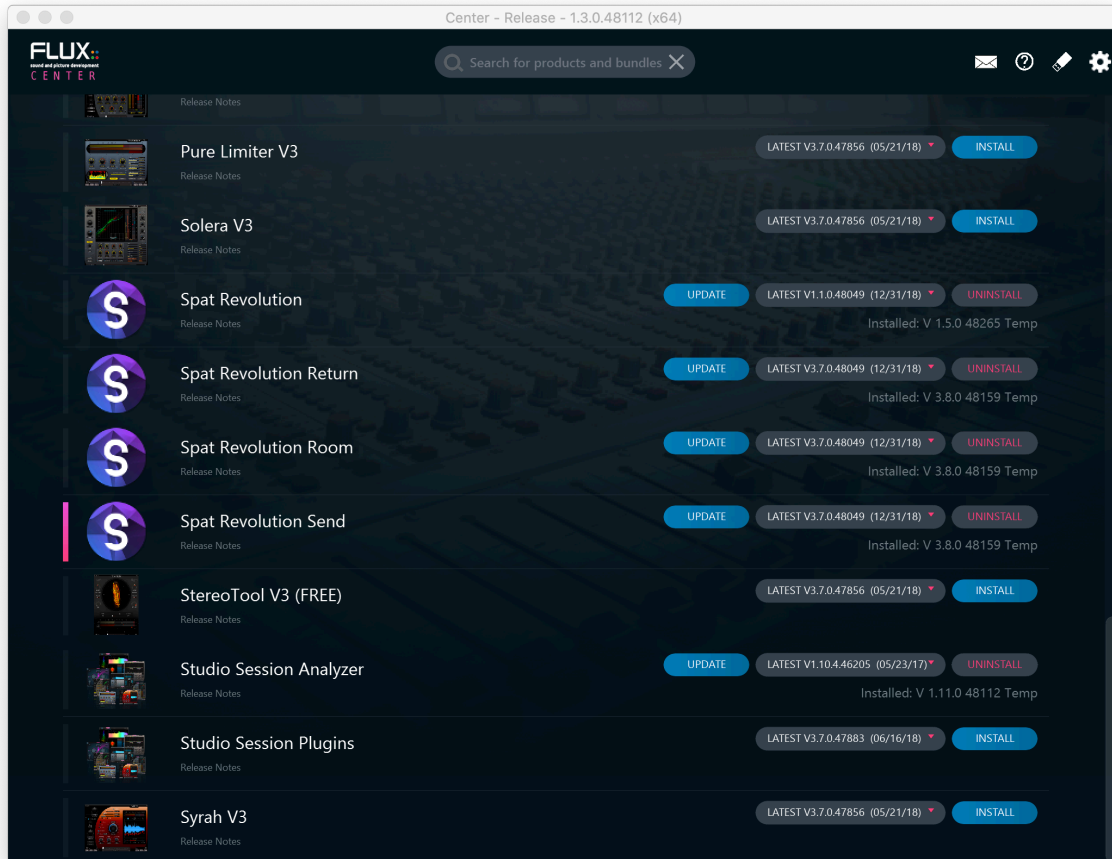 Center - Release - 1.3.0.48112 (x64)
FLUX::
sound and picture development
CENTER
Search for products and bundles
Release Notes
Pure Limiter V3
LATEST V3.7.0.47856 (05/21/18)
INSTALL
Release Notes
Solera V3
LATEST V3.7.0.47856 (05/21/18)
INSTALL
Release Notes
Spat Revolution
UPDATE
LATEST V1.1.0.48049 (12/31/18)
UNINSTALL
Release Notes
Installed: V 1.5.0 48265 Temp
Spat Revolution Return
UPDATE
LATEST V3.7.0.48049 (12/31/18)
UNINSTALL
Release Notes
Installed: V 3.8.0 48159 Temp
Spat Revolution Room
UPDATE
LATEST V3.7.0.48049 (12/31/18)
UNINSTALL
Release Notes
Installed: V 3.8.0 48159 Temp
Spat Revolution Send
UPDATE
LATEST V3.7.0.48049 (12/31/18)
UNINSTALL
Release Notes
Installed: V 3.8.0 48159 Temp
StereoTool V3 (FREE)
LATEST V3.7.0.47856 (05/21/18)
INSTALL
Release Notes
Studio Session Analyzer
UPDATE
LATEST V1.10.4.46205 (05/23/17)
UNINSTALL
Release Notes
Installed: V 1.11.0 48112 Temp
Studio Session Plugins
LATEST V3.7.0.47883 (06/16/18)
INSTALL
Release Notes
Syrah V3
LATEST V3.7.0.47856 (05/21/18)
INSTALL
Release Notes